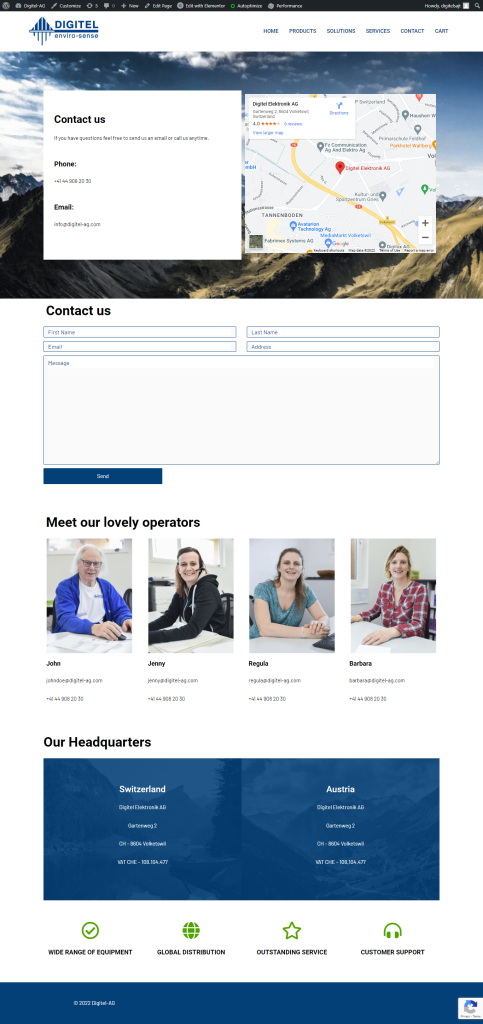 Digitel-AG Customize 5 0 New Edit Page Edit with Elementor Autoptimize Performance Howdy, digitelsajt
DIGITEL
enviro-sense
HOME PRODUCTS SOLUTIONS SERVICES CONTACT CART
Contact us
If you have questions feel free to send us an email or call us anytime.
Phone:
+41 44 908 20 30
Email:
info@digitel-ag.com
Digitel Elektronik AG
Gartenweg 2, 8604 Volketswil,
Switzerland
Directions
4.0 6 reviews
View larger map
P Switzerland
Hausheer
Primarschule Feldhof
Parkhotel Wallberg
Fz Communication
Ag Electro Ag
Digitel Elektronik AG
Kultur- und
Sportzentrum Gries
TANNENBODEN
Avatarion
Technology Ag
MediaMarkt Volketswil
Fabrimex Systems AG
Google
Keyboard shortcuts Map data ©2022 Terms of Use Report a map error
Contact us
First Name Last Name
Email Address
Message
Send
Meet our lovely operators
John Jenny Regula Barbara
johndoe@digitel-ag.com jenny@digitel-ag.com regula@digitel-ag.com barbara@digitel-ag.com
+41 44 908 20 30 +41 44 908 20 30 +41 44 908 20 30 +41 44 908 20 30
Our Headquarters
Switzerland Austria
Digitel Elektronik AG Digitel Elektronik AG
Gartenweg 2 Gartenweg 2
CH - 8604 Volketswil CH - 8604 Volketswil
VAT CHE - 108.104.477 VAT CHE - 108.104.477
WIDE RANGE OF EQUIPMENT GLOBAL DISTRIBUTION OUTSTANDING SERVICE CUSTOMER SUPPORT
© 2022 Digitel-AG
Privacy - Terms